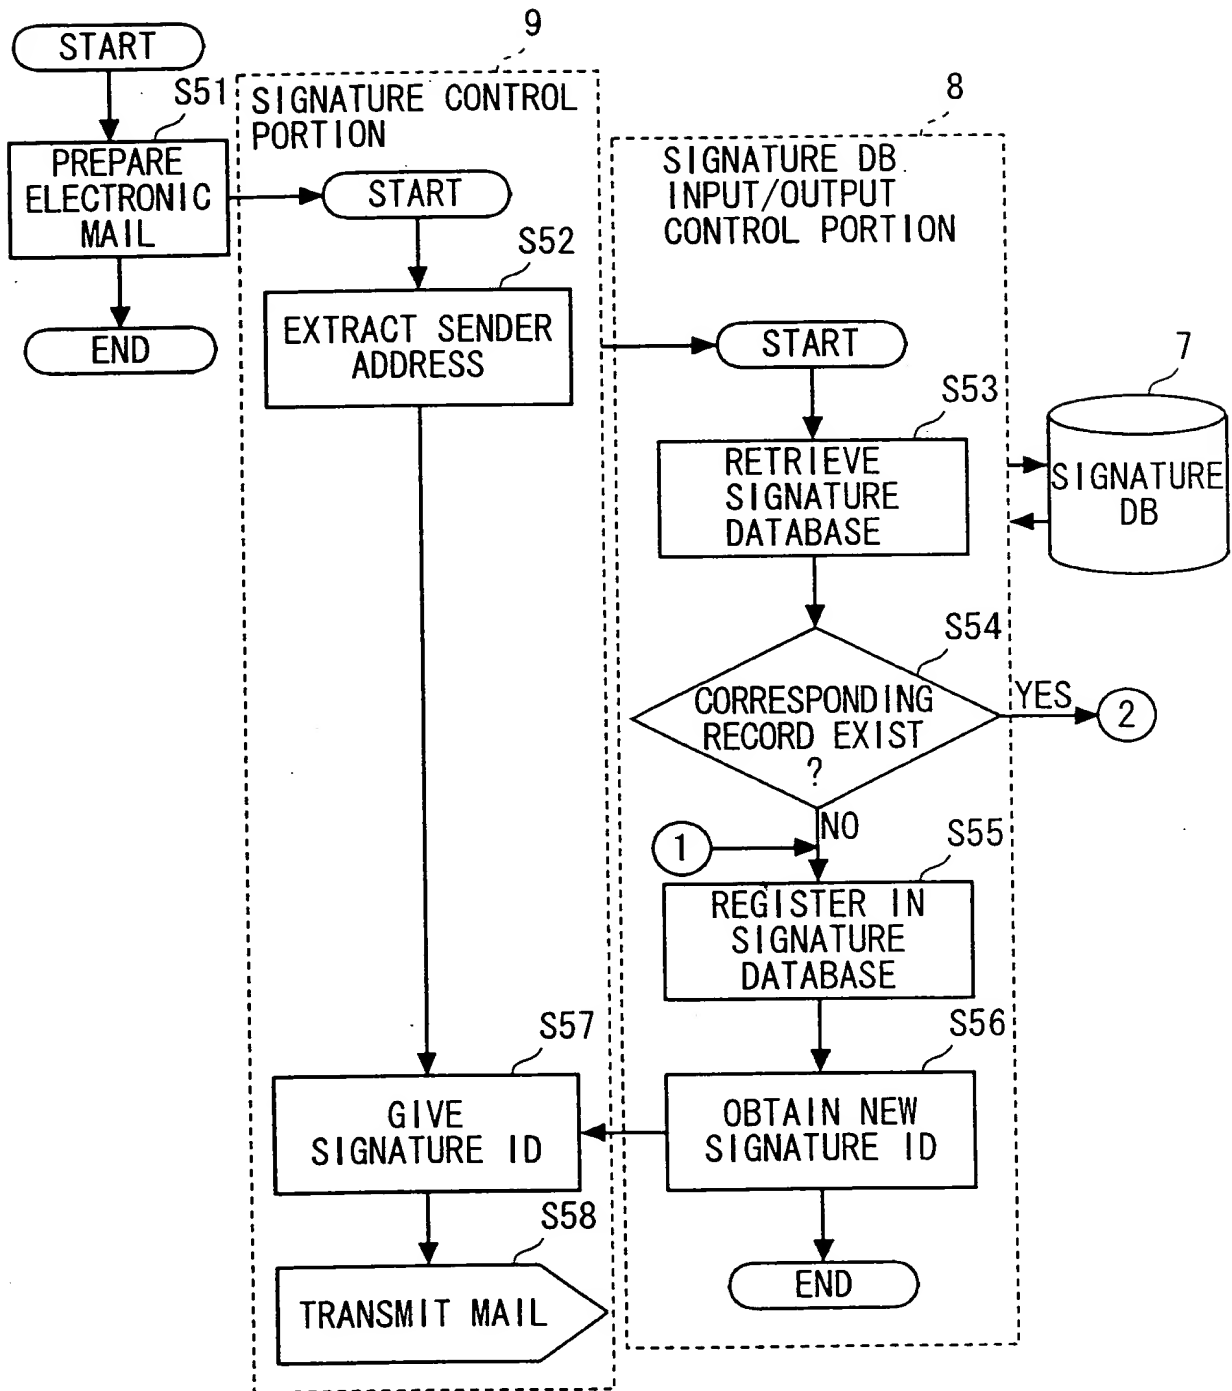 START
S51
PREPARE
ELECTRONIC
MAIL
END
9
SIGNATURE CONTROL
PORTION
START
S52
EXTRACT SENDER
ADDRESS
8
SIGNATURE DB
INPUT/OUTPUT
CONTROL PORTION
START
S53
RETRIEVE
SIGNATURE
DATABASE
7
SIGNATURE
DB
S54
CORRESPONDING
RECORD EXIST
?
YES
2
NO
1
S55
REGISTER IN
SIGNATURE
DATABASE
S56
OBTAIN NEW
SIGNATURE ID
END
S57
GIVE
SIGNATURE ID
S58
TRANSMIT MAIL